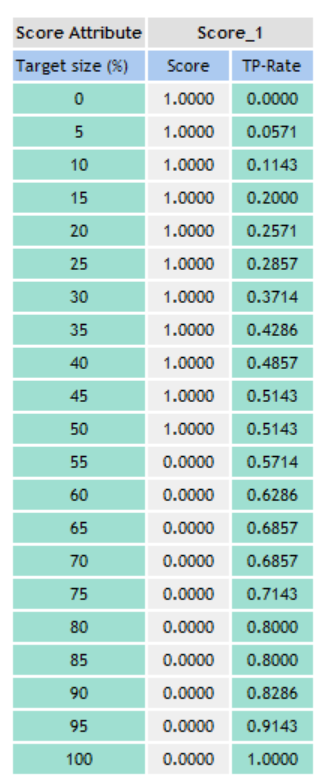 Score Attribute Score_1
Target size (%) Score TP-Rate
0 1.0000 0.0000
5 1.0000 0.0571
10 1.0000 0.1143
15 1.0000 0.2000
20 1.0000 0.2571
25 1.0000 0.2857
30 1.0000 0.3714
35 1.0000 0.4286
40 1.0000 0.4857
45 1.0000 0.5143
50 1.0000 0.5143
55 0.0000 0.5714
60 0.0000 0.6286
65 0.0000 0.6857
70 0.0000 0.6857
75 0.0000 0.7143
80 0.0000 0.8000
85 0.0000 0.8000
90 0.0000 0.8286
95 0.0000 0.9143
100 0.0000 1.0000